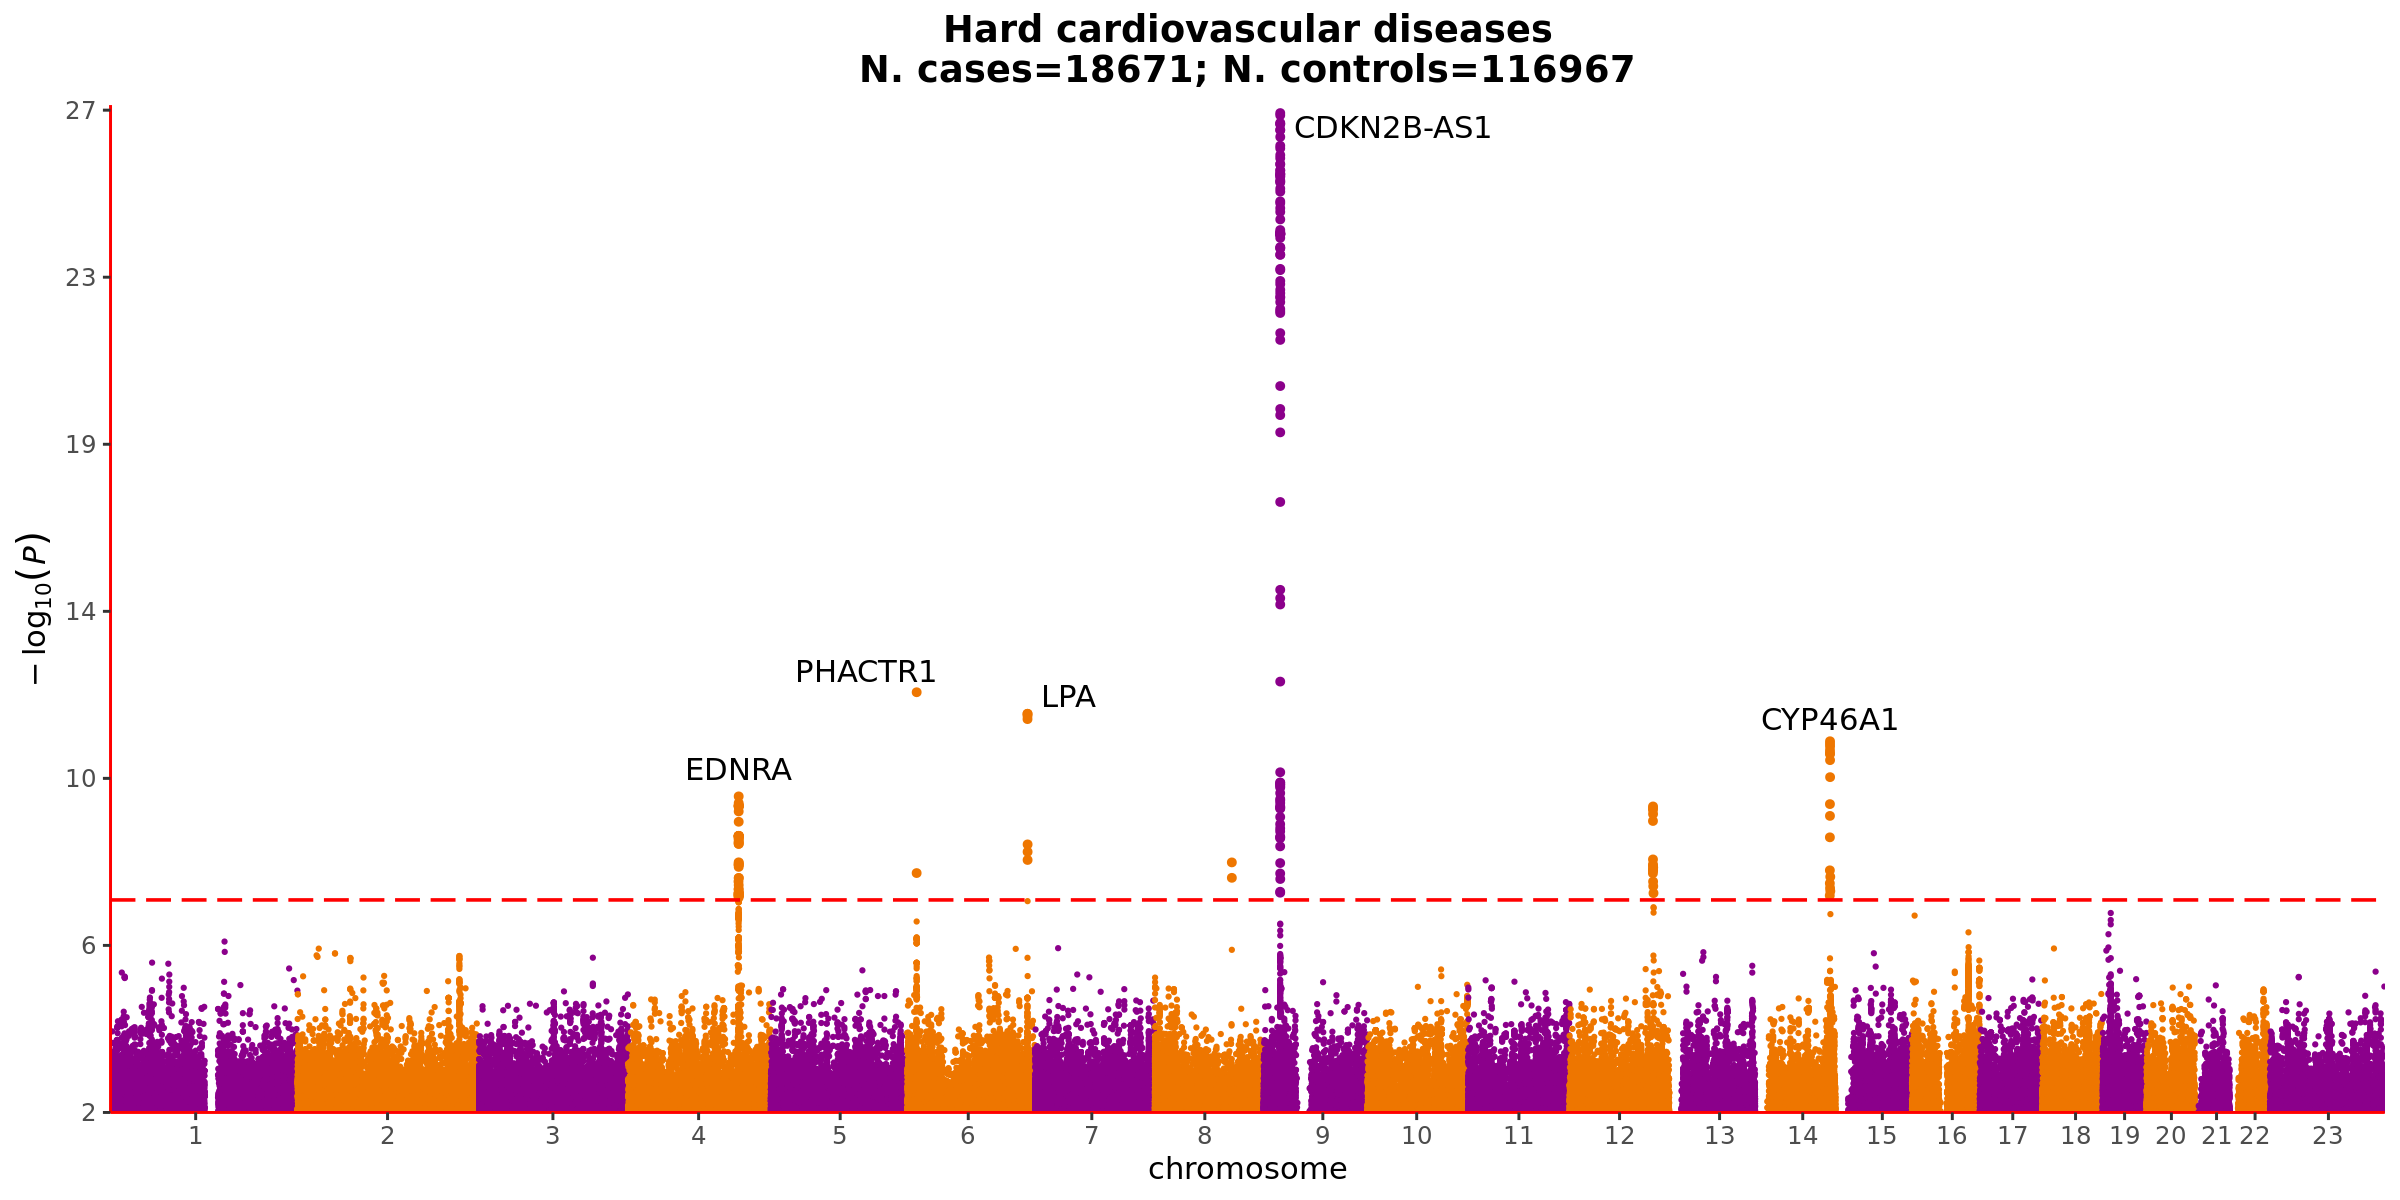 Hard cardiovascular diseases
N. cases=18671; N. controls=116967
27
CDKN2B-AS1
23
19
14
PHACTR1
LPA
CYP46A1
EDNRA
10
6
2
−log10(P)
1 2 3 4 5 6 7 8 9 10 11 12 13 14 15 16 17 18 19 20 21 22 23
chromosome